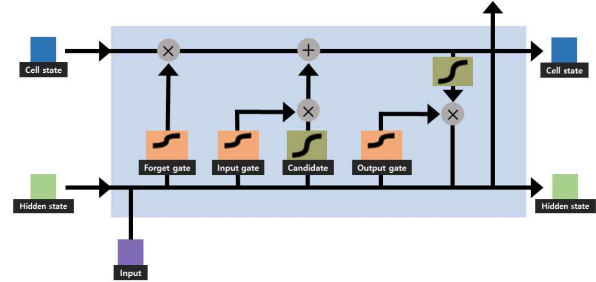 ×
+
Cell state
Cell state
×
×
Forget gate
Input gate
Candidate
Output gate
Hidden state
Hidden state
Input